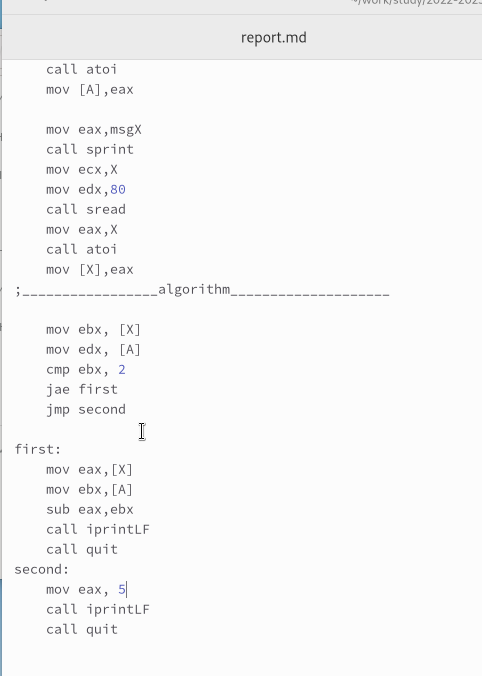 ~/work/study/2022-2023
report.md
call atoi
mov [A],eax
mov eax,msgX
call sprint
mov ecx,X
mov edx,80
call sread
mov eax,X
call atoi
mov [X],eax
;_________________algorithm____________________
mov ebx, [X]
mov edx, [A]
cmp ebx, 2
jae first
jmp second
first:
mov eax,[X]
mov ebx,[A]
sub eax,ebx
call iprintLF
call quit
second:
mov eax, 5
call iprintLF
call quit